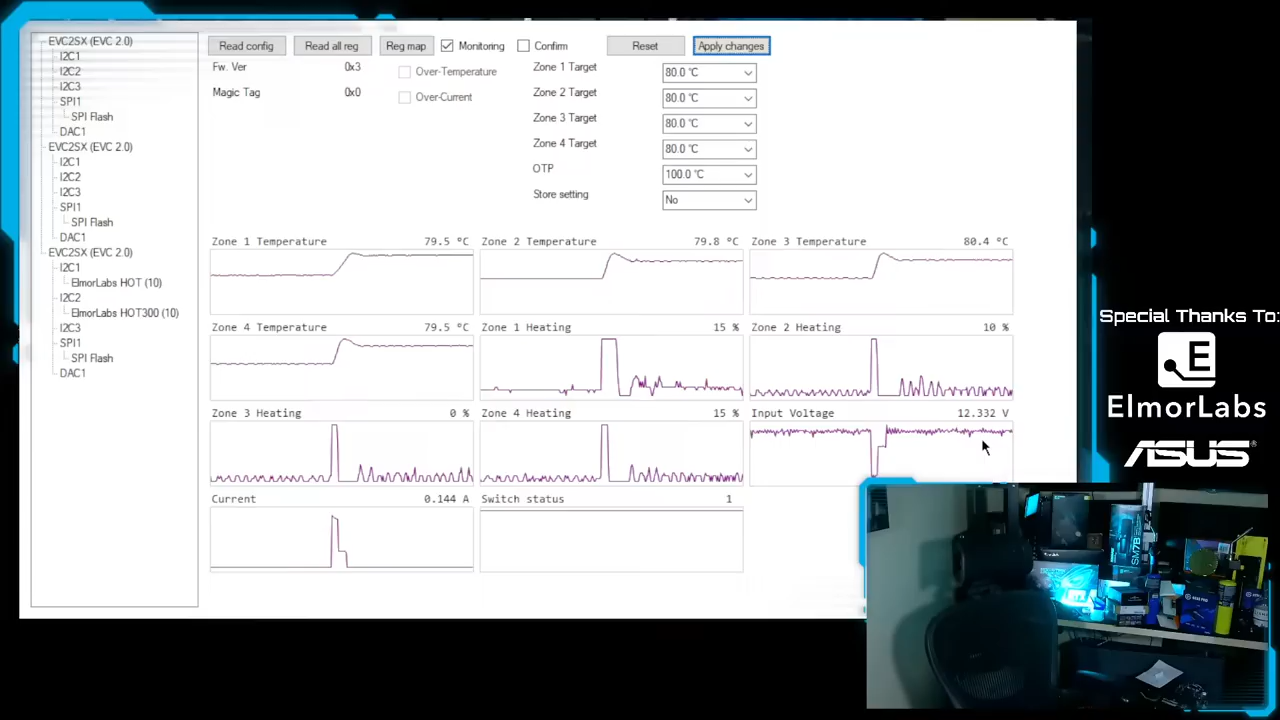 EVC2SX (EVC 2.0)
I2C1
I2C2
I2C3
SPI1
SPI Flash
DAC1
EVC2SX (EVC 2.0)
I2C1
I2C2
I2C3
SPI1
SPI Flash
DAC1
EVC2SX (EVC 2.0)
I2C1
ElmorLabs HOT (10)
I2C2
ElmorLabs HOT300 (10)
I2C3
SPI1
SPI Flash
DAC1
Read config Read all reg Reg map Monitoring Confirm Reset Apply changes
Fw. Ver 0x3 Over-Temperature Zone 1 Target 80.0 °C
Magic Tag 0x0 Over-Current Zone 2 Target 80.0 °C
Zone 3 Target 80.0 °C
Zone 4 Target 80.0 °C
OTP 100.0 °C
Store setting No
Zone 1 Temperature 79.5 °C Zone 2 Temperature 79.8 °C Zone 3 Temperature 80.4 °C
Zone 4 Temperature 79.5 °C Zone 1 Heating 15 % Zone 2 Heating 10 %
Zone 3 Heating 0 % Zone 4 Heating 15 % Input Voltage 12.332 V
Current 0.144 A Switch status 1
Special Thanks To:
E
ElmorLabs
ASUS
SM7B